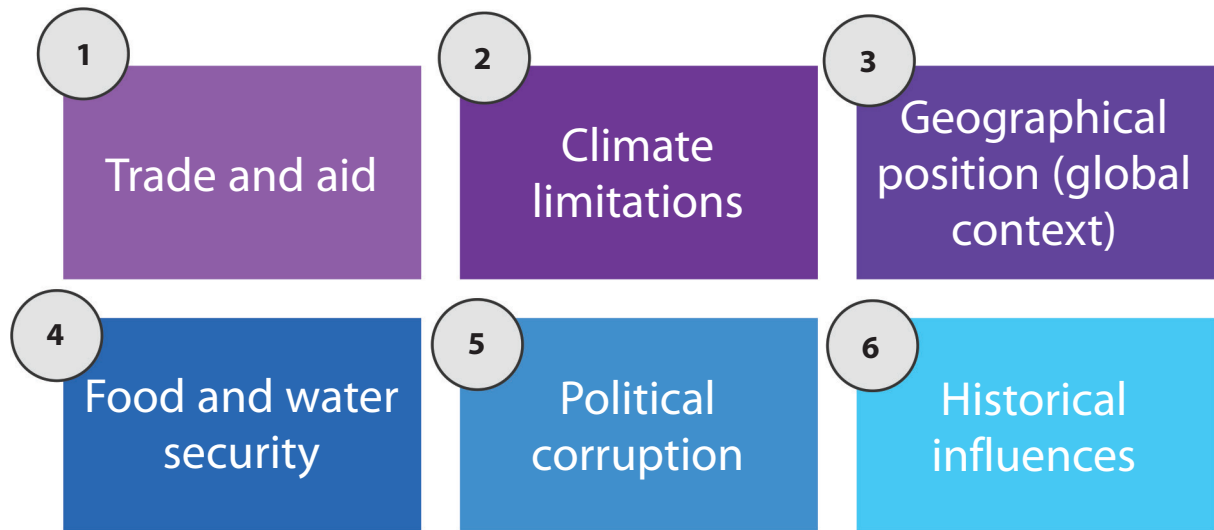 1
Trade and aid
2
Climate
limitations
3
Geographical
position (global
context)
4
Food and water
security
5
Political
corruption
6
Historical
influences